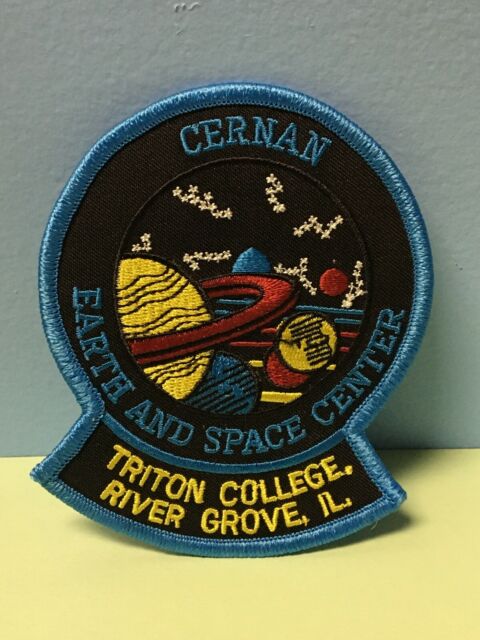 CERNAN
EARTH AND SPACE CENTER
TRITON COLLEGE.
RIVER GROVE, IL.